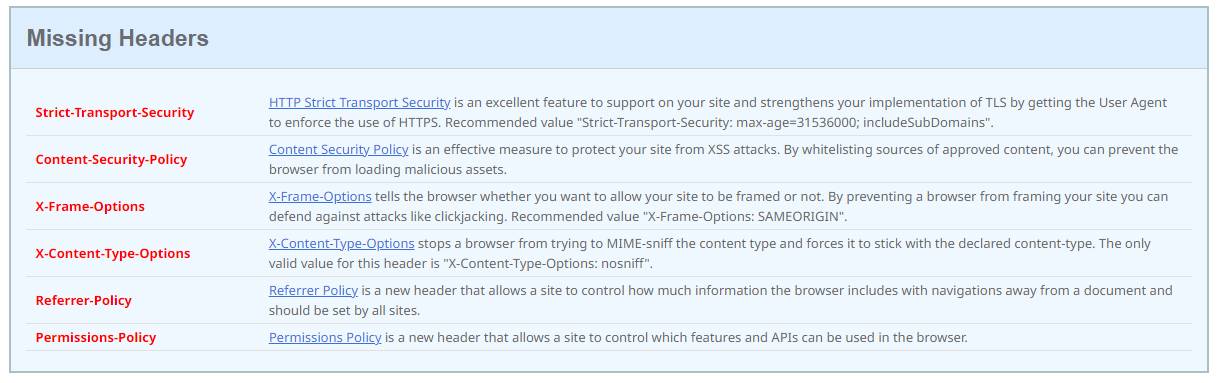 Missing Headers
Strict-Transport-Security
HTTP Strict Transport Security is an excellent feature to support on your site and strengthens your implementation of TLS by getting the User Agent
to enforce the use of HTTPS. Recommended value "Strict-Transport-Security: max-age=31536000; includeSubDomains".
Content-Security-Policy
Content Security Policy is an effective measure to protect your site from XSS attacks. By whitelisting sources of approved content, you can prevent the
browser from loading malicious assets.
X-Frame-Options
X-Frame-Options tells the browser whether you want to allow your site to be framed or not. By preventing a browser from framing your site you can
defend against attacks like clickjacking. Recommended value "X-Frame-Options: SAMEORIGIN".
X-Content-Type-Options
X-Content-Type-Options stops a browser from trying to MIME-sniff the content type and forces it to stick with the declared content-type. The only
valid value for this header is "X-Content-Type-Options: nosniff".
Referrer-Policy
Referrer Policy is a new header that allows a site to control how much information the browser includes with navigations away from a document and
should be set by all sites.
Permissions-Policy
Permissions Policy is a new header that allows a site to control which features and APIs can be used in the browser.